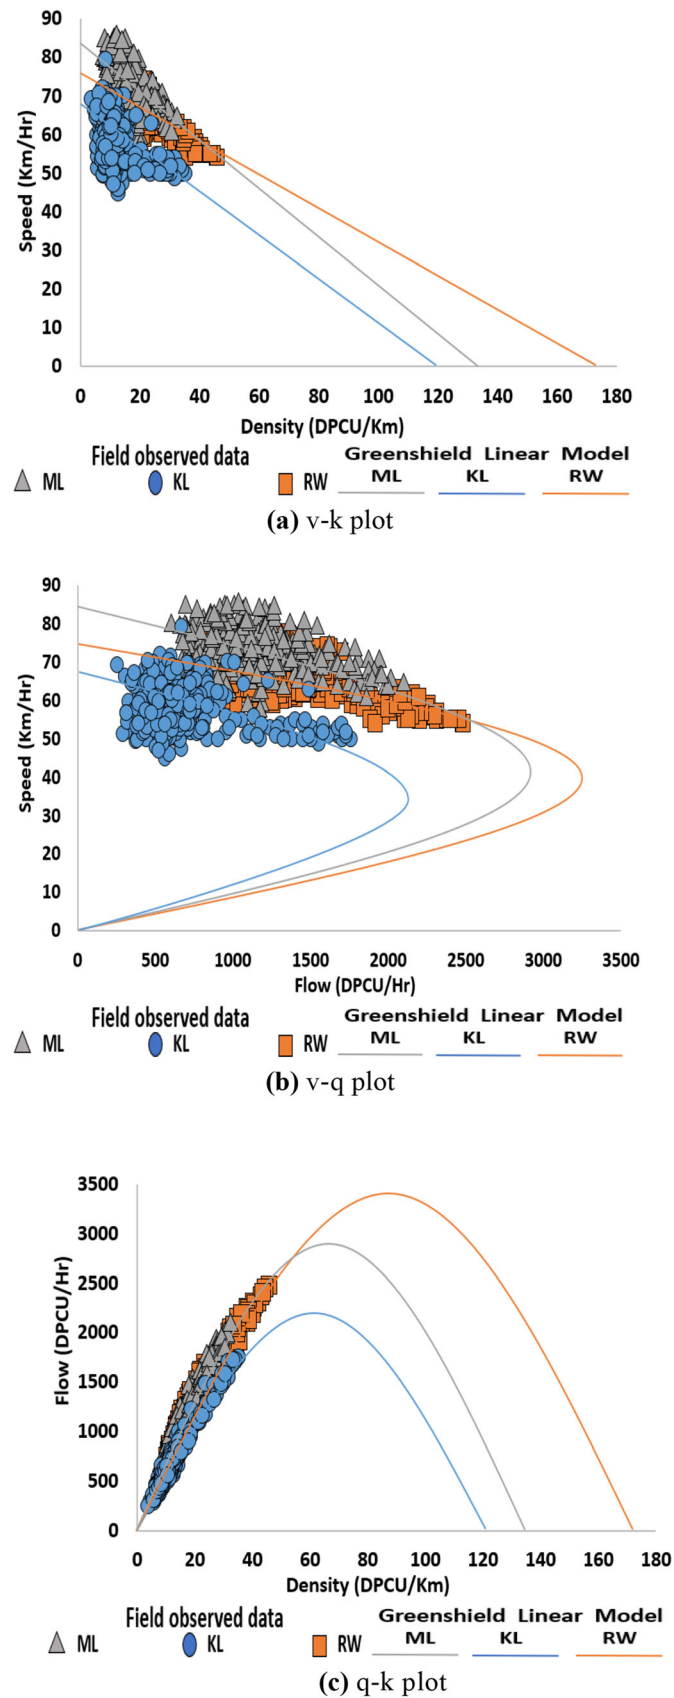 90
80
70
60
50
40
30
20
10
0
Speed (Km/Hr)
0 20 40 60 80 100 120 140 160 180
Density (DPCU/Km)
Field observed data Greenshield Linear Model
ML KL RW ML KL RW
(a) v-k plot
90
80
70
60
50
40
30
20
10
0
Speed (Km/Hr)
0 500 1000 1500 2000 2500 3000 3500
Flow (DPCU/Hr)
Field observed data Greenshield Linear Model
ML KL RW ML KL RW
(b) v-q plot
3500
3000
2500
2000
1500
1000
500
0
Flow (DPCU/Hr)
0 20 40 60 80 100 120 140 160 180
Density (DPCU/Km)
Field observed data Greenshield Linear Model
ML KL RW ML KL RW
(c) q-k plot